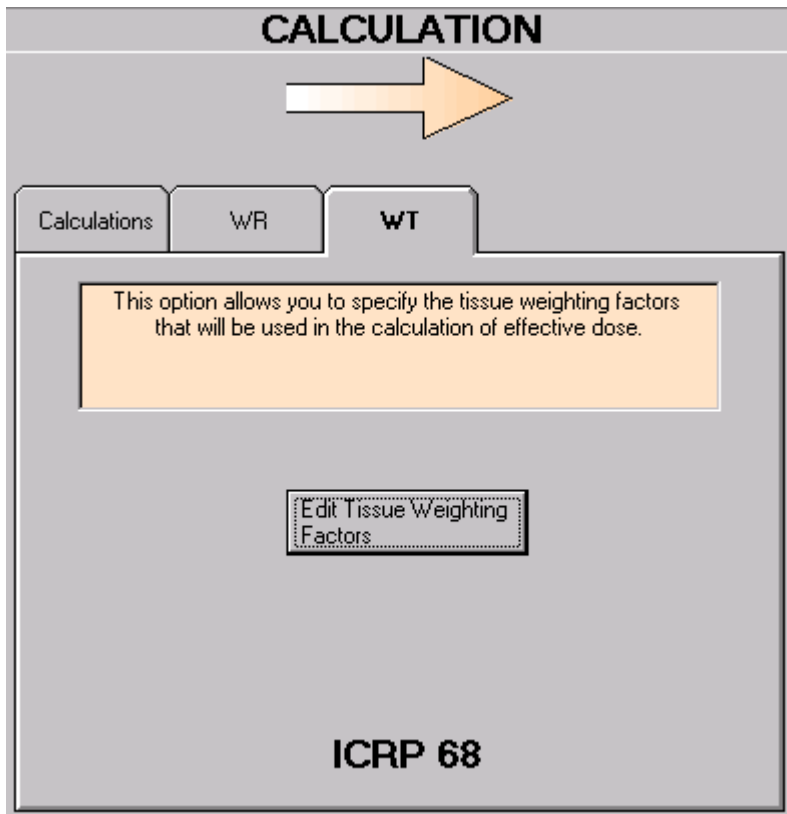 CALCULATION
Calculations
WR
WT
This option allows you to specify the tissue weighting factors
that will be used in the calculation of effective dose.
Edit Tissue Weighting
Factors
ICRP 68